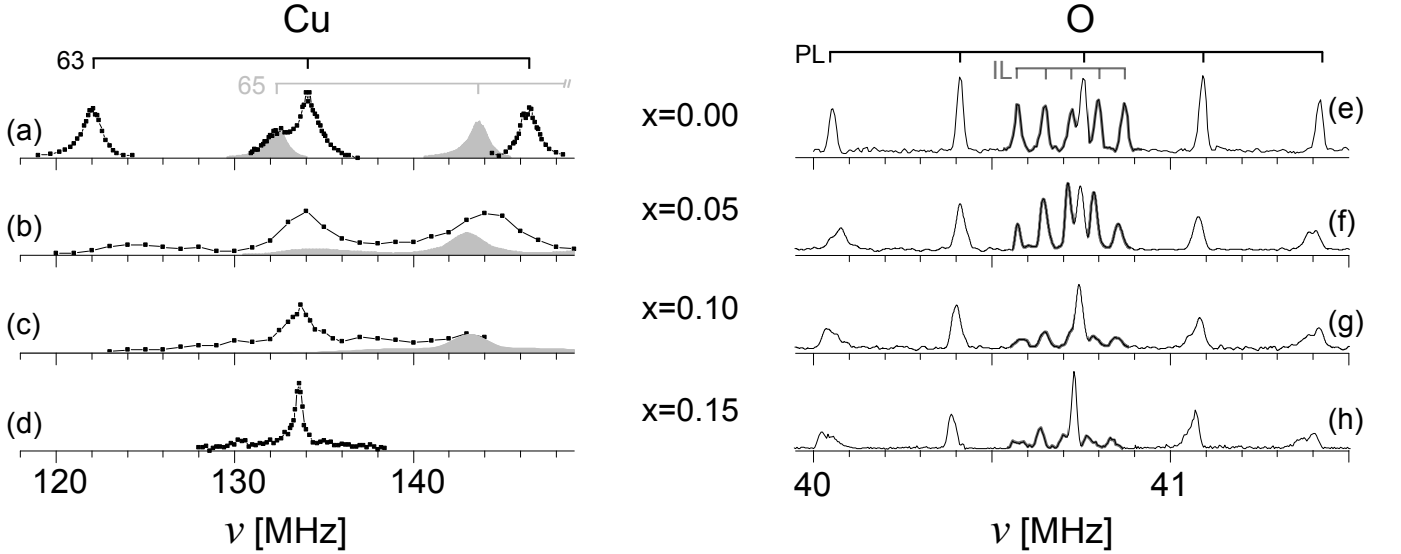 Cu
O
63
65
PL
IL
(a)
x=0.00
(e)
(b)
x=0.05
(f)
(c)
x=0.10
(g)
(d)
x=0.15
(h)
120
130
140
40
41
ν [MHz]
ν [MHz]